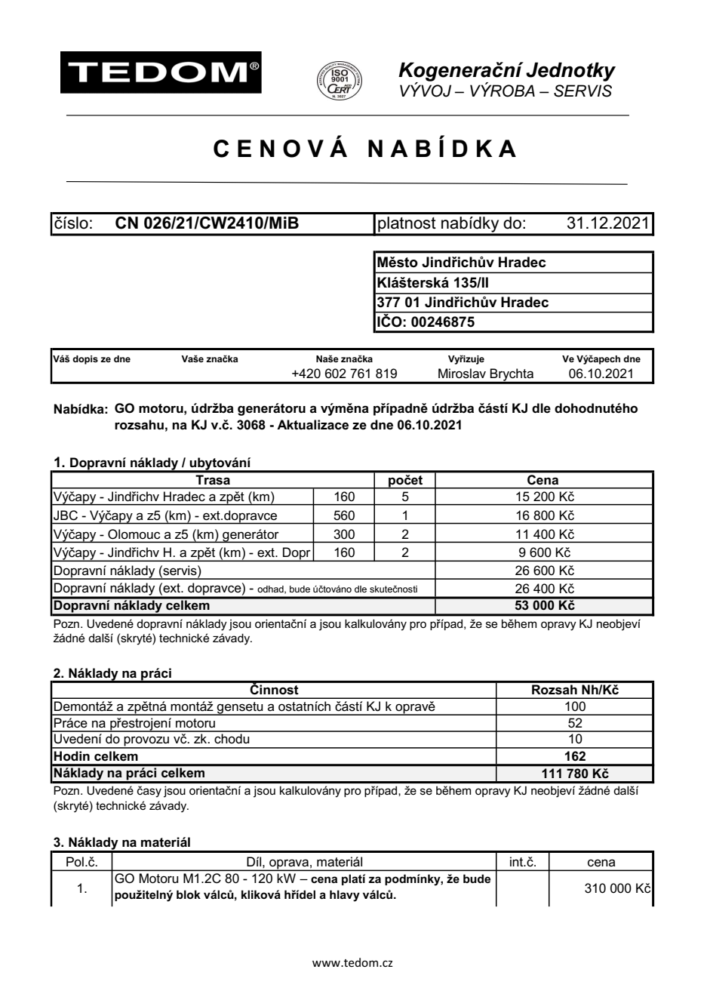 TEDOM®
QUALITY MANAGEMENT
ISO
9001
CERT
N. 3027
Kogenerační Jednotky
VÝVOJ – VÝROBA – SERVIS
CENOVÁ NABÍDKA
číslo: CN 026/21/CW2410/MiB platnost nabídky do: 31.12.2021
Město Jindřichův Hradec
Klášterská 135/II
377 01 Jindřichův Hradec
IČO: 00246875
Váš dopis ze dne Vaše značka Naše značka Vyřizuje Ve Výčapech dne
+420 602 761 819 Miroslav Brychta 06.10.2021
Nabídka: GO motoru, údržba generátoru a výměna případně údržba částí KJ dle dohodnutého
rozsahu, na KJ v.č. 3068 - Aktualizace ze dne 06.10.2021
1. Dopravní náklady / ubytování
Trasa počet Cena
Výčapy - Jindřichv Hradec a zpět (km) 160 5 15 200 Kč
JBC - Výčapy a z5 (km) - ext.dopravce 560 1 16 800 Kč
Výčapy - Olomouc a z5 (km) generátor 300 2 11 400 Kč
Výčapy - Jindřichv H. a zpět (km) - ext. Dopr 160 2 9 600 Kč
Dopravní náklady (servis) 26 600 Kč
Dopravní náklady (ext. dopravce) - odhad, bude účtováno dle skutečnosti 26 400 Kč
Dopravní náklady celkem 53 000 Kč
Pozn. Uvedené dopravní náklady jsou orientační a jsou kalkulovány pro případ, že se během opravy KJ neobjeví
žádné další (skryté) technické závady.
2. Náklady na práci
Činnost Rozsah Nh/Kč
Demontáž a zpětná montáž gensetu a ostatních částí KJ k opravě 100
Práce na přestrojení motoru 52
Uvedení do provozu vč. zk. chodu 10
Hodin celkem 162
Náklady na práci celkem 111 780 Kč
Pozn. Uvedené časy jsou orientační a jsou kalkulovány pro případ, že se během opravy KJ neobjeví žádné další
(skryté) technické závady.
3. Náklady na materiál
Pol.č. Díl, oprava, materiál int.č. cena
1. GO Motoru M1.2C 80 - 120 kW – cena platí za podmínky, že bude
použitelný blok válců, kliková hřídel a hlavy válců. 310 000 Kč
www.tedom.cz